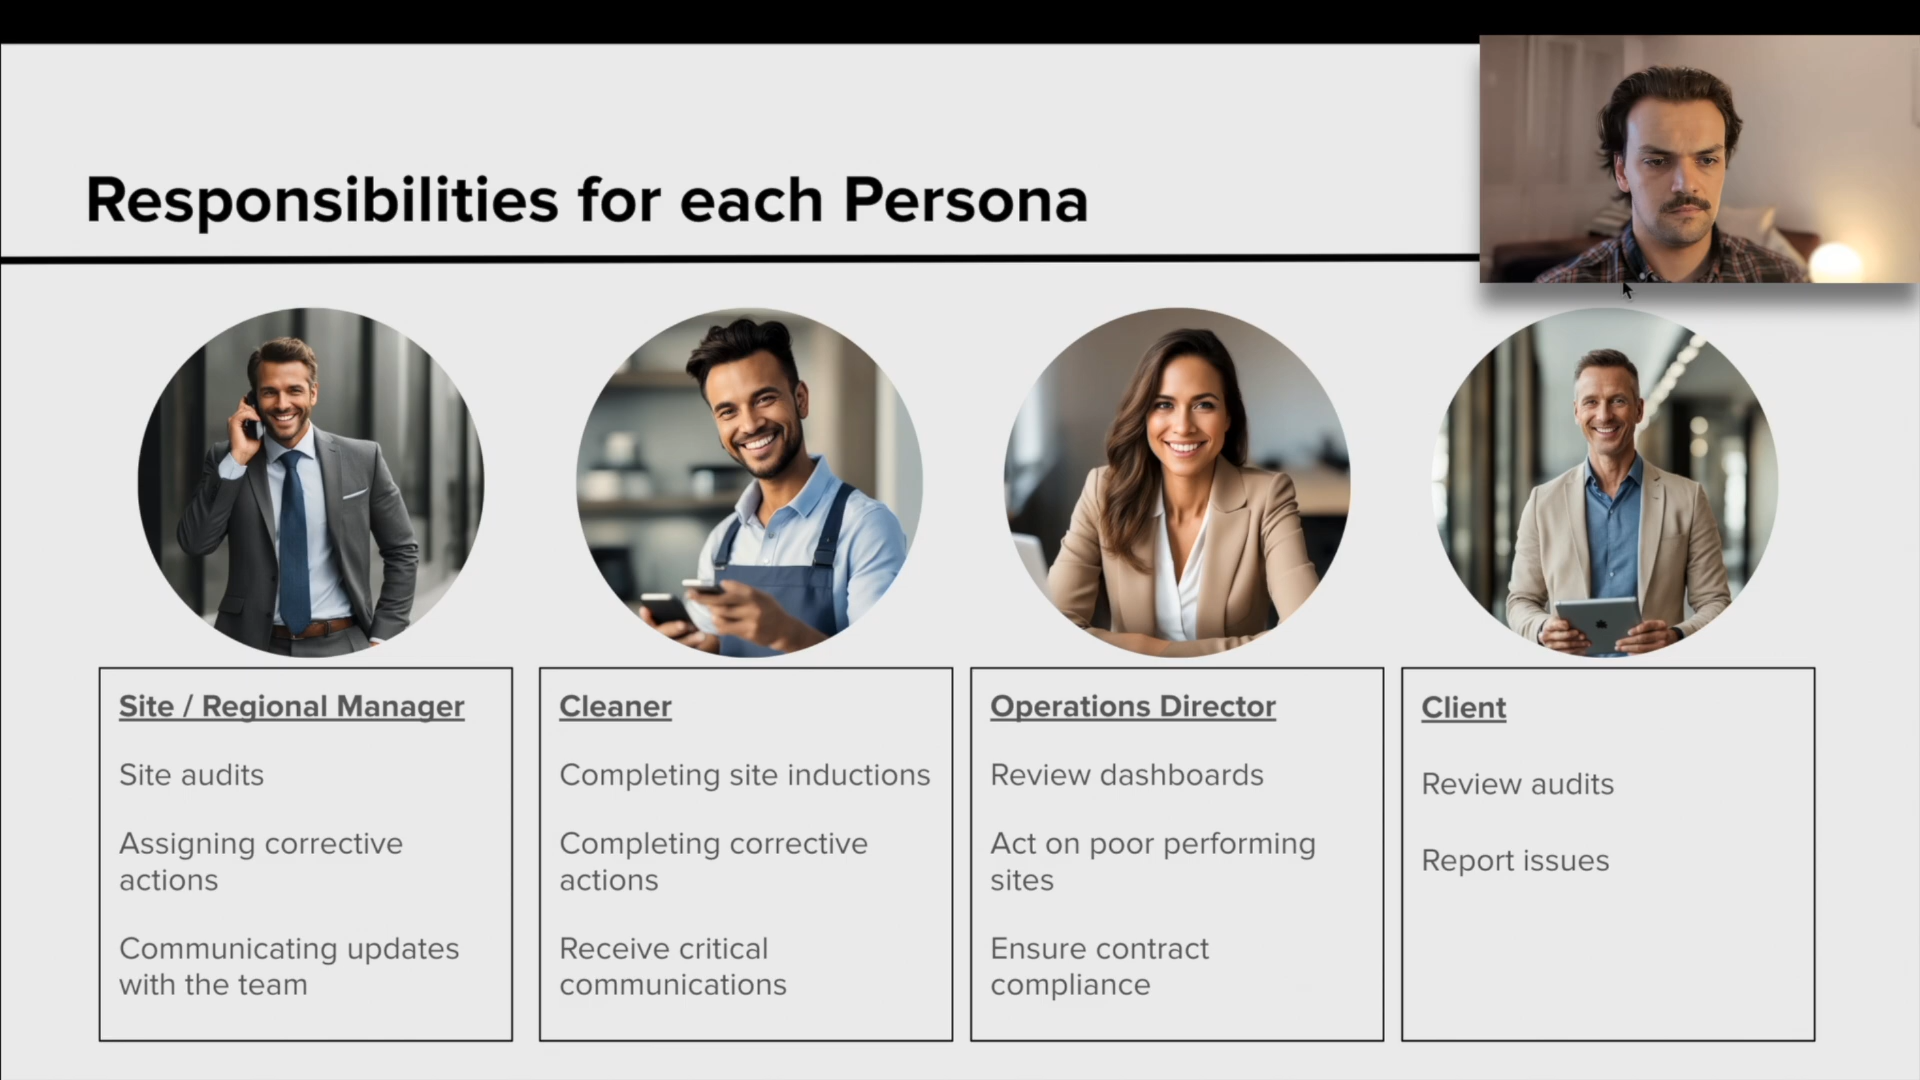 Responsibilities for each Persona
Site / Regional Manager
Site audits
Assigning corrective
actions
Communicating updates
with the team
Cleaner
Completing site inductions
Completing corrective
actions
Receive critical
communications
Operations Director
Review dashboards
Act on poor performing
sites
Ensure contract
compliance
Client
Review audits
Report issues